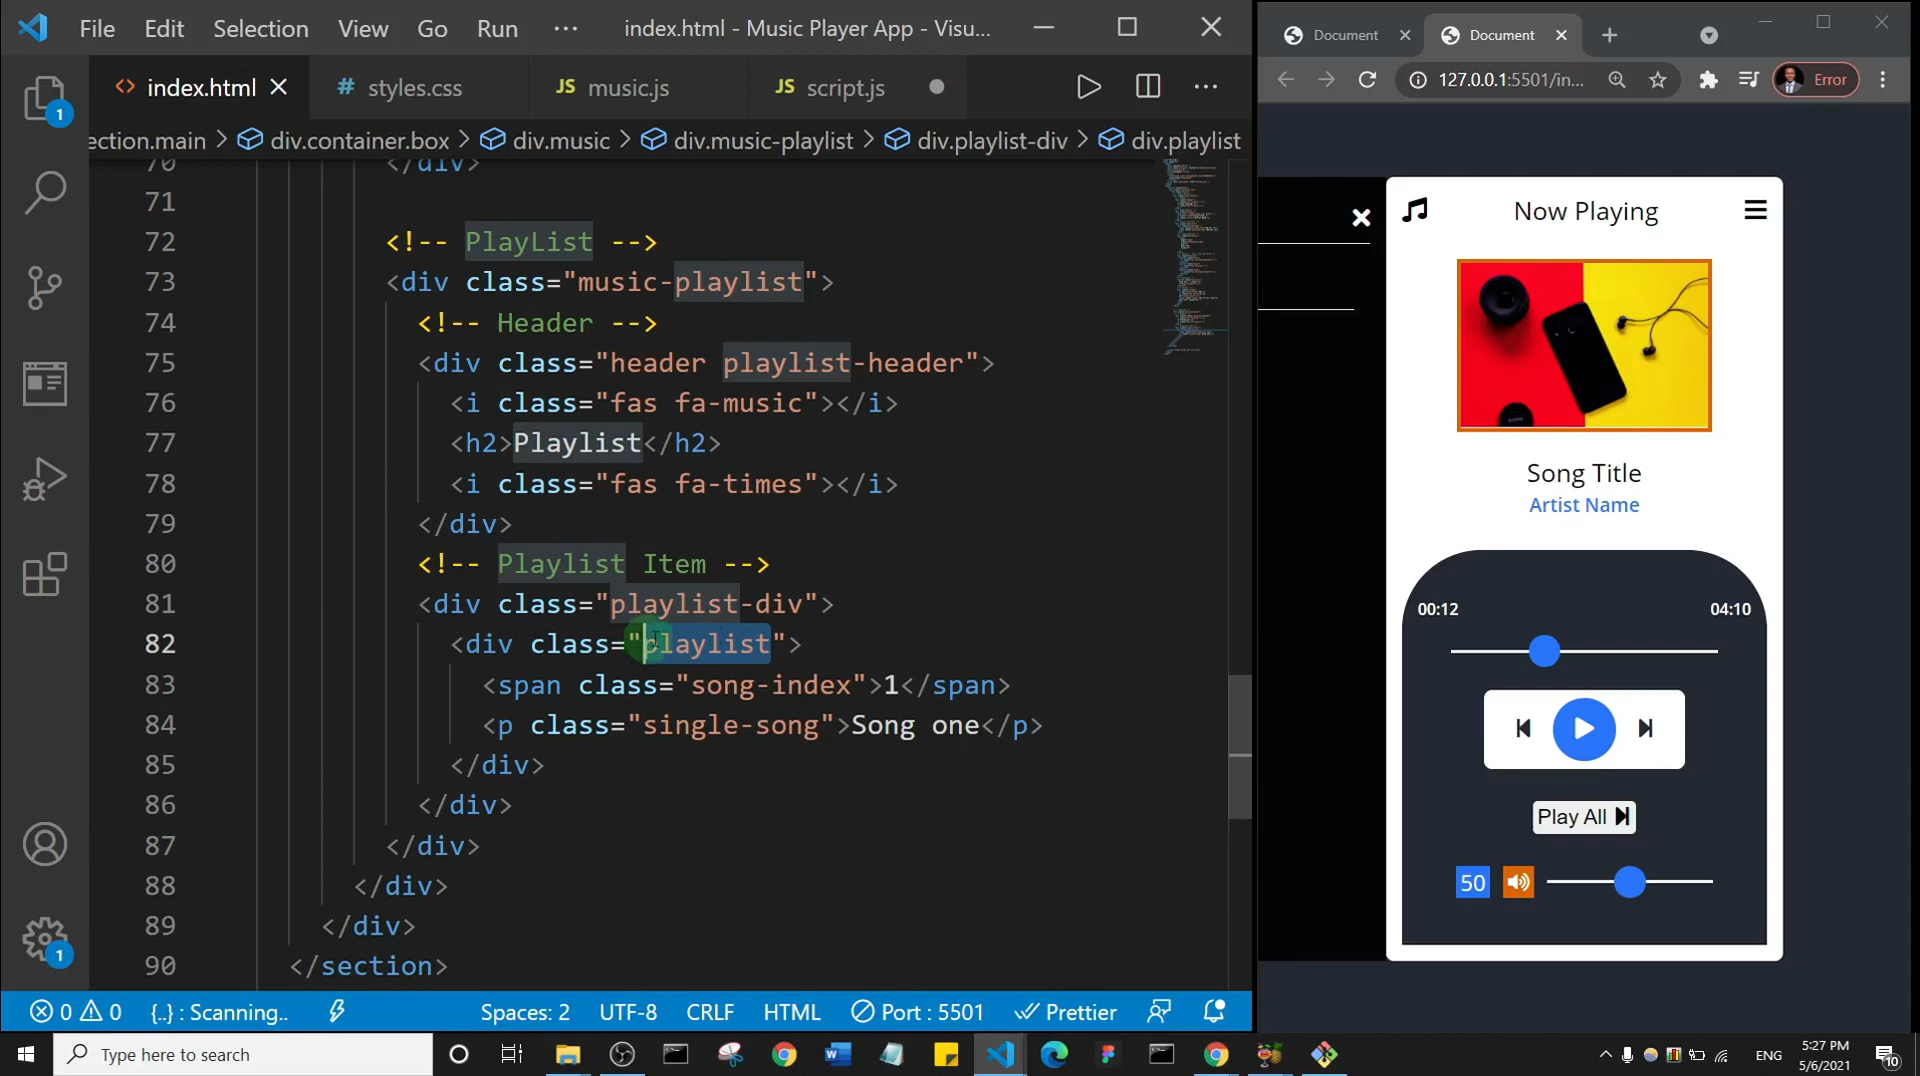 File Edit Selection View Go Run ··· index.html - Music Player App - Visu...
index.html styles.css JS music.js JS script.js
ection.main > div.container.box > div.music > div.music-playlist > div.playlist-div > div.playlist
70 </div>
71
72 <!-- PlayList -->
73 <div class="music-playlist">
74 <!-- Header -->
75 <div class="header playlist-header">
76 <i class="fas fa-music"></i>
77 <h2>Playlist</h2>
78 <i class="fas fa-times"></i>
79 </div>
80 <!-- Playlist Item -->
81 <div class="playlist-div">
82 <div class="playlist">
83 <span class="song-index">1</span>
84 <p class="single-song">Song one</p>
85 </div>
86 </div>
87 </div>
88 </div>
89 </div>
90 </section>
1
1
0 0 {..} : Scanning.. Spaces: 2 UTF-8 CRLF HTML Port : 5501 Prettier
Document Document
127.0.0.1:5501/in... Error
Now Playing
Song Title
Artist Name
00:12 04:10
Play All
50
Type here to search
ENG
5:27 PM
5/6/2021
10